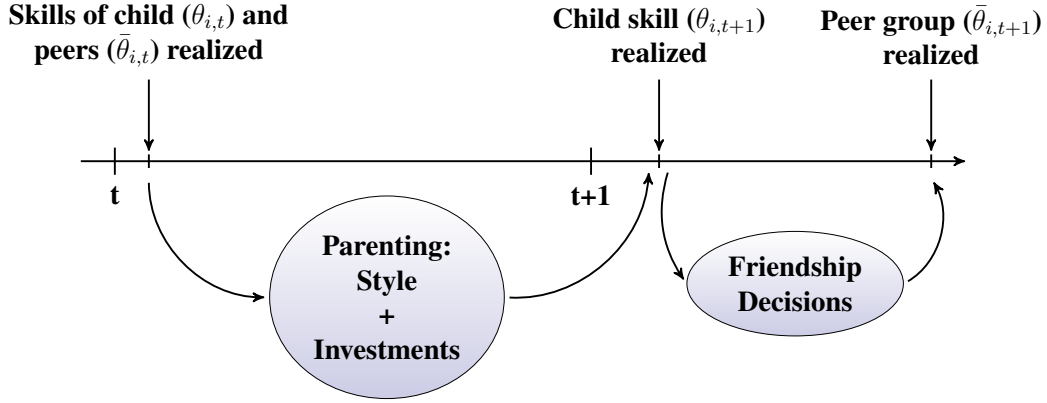 Skills of child (θ_{i,t}) and
peers (θ̄_{i,t}) realized
Child skill (θ_{i,t+1})
realized
Peer group (θ̄_{i,t+1})
realized
t
t+1
Parenting:
Style
+
Investments
Friendship
Decisions